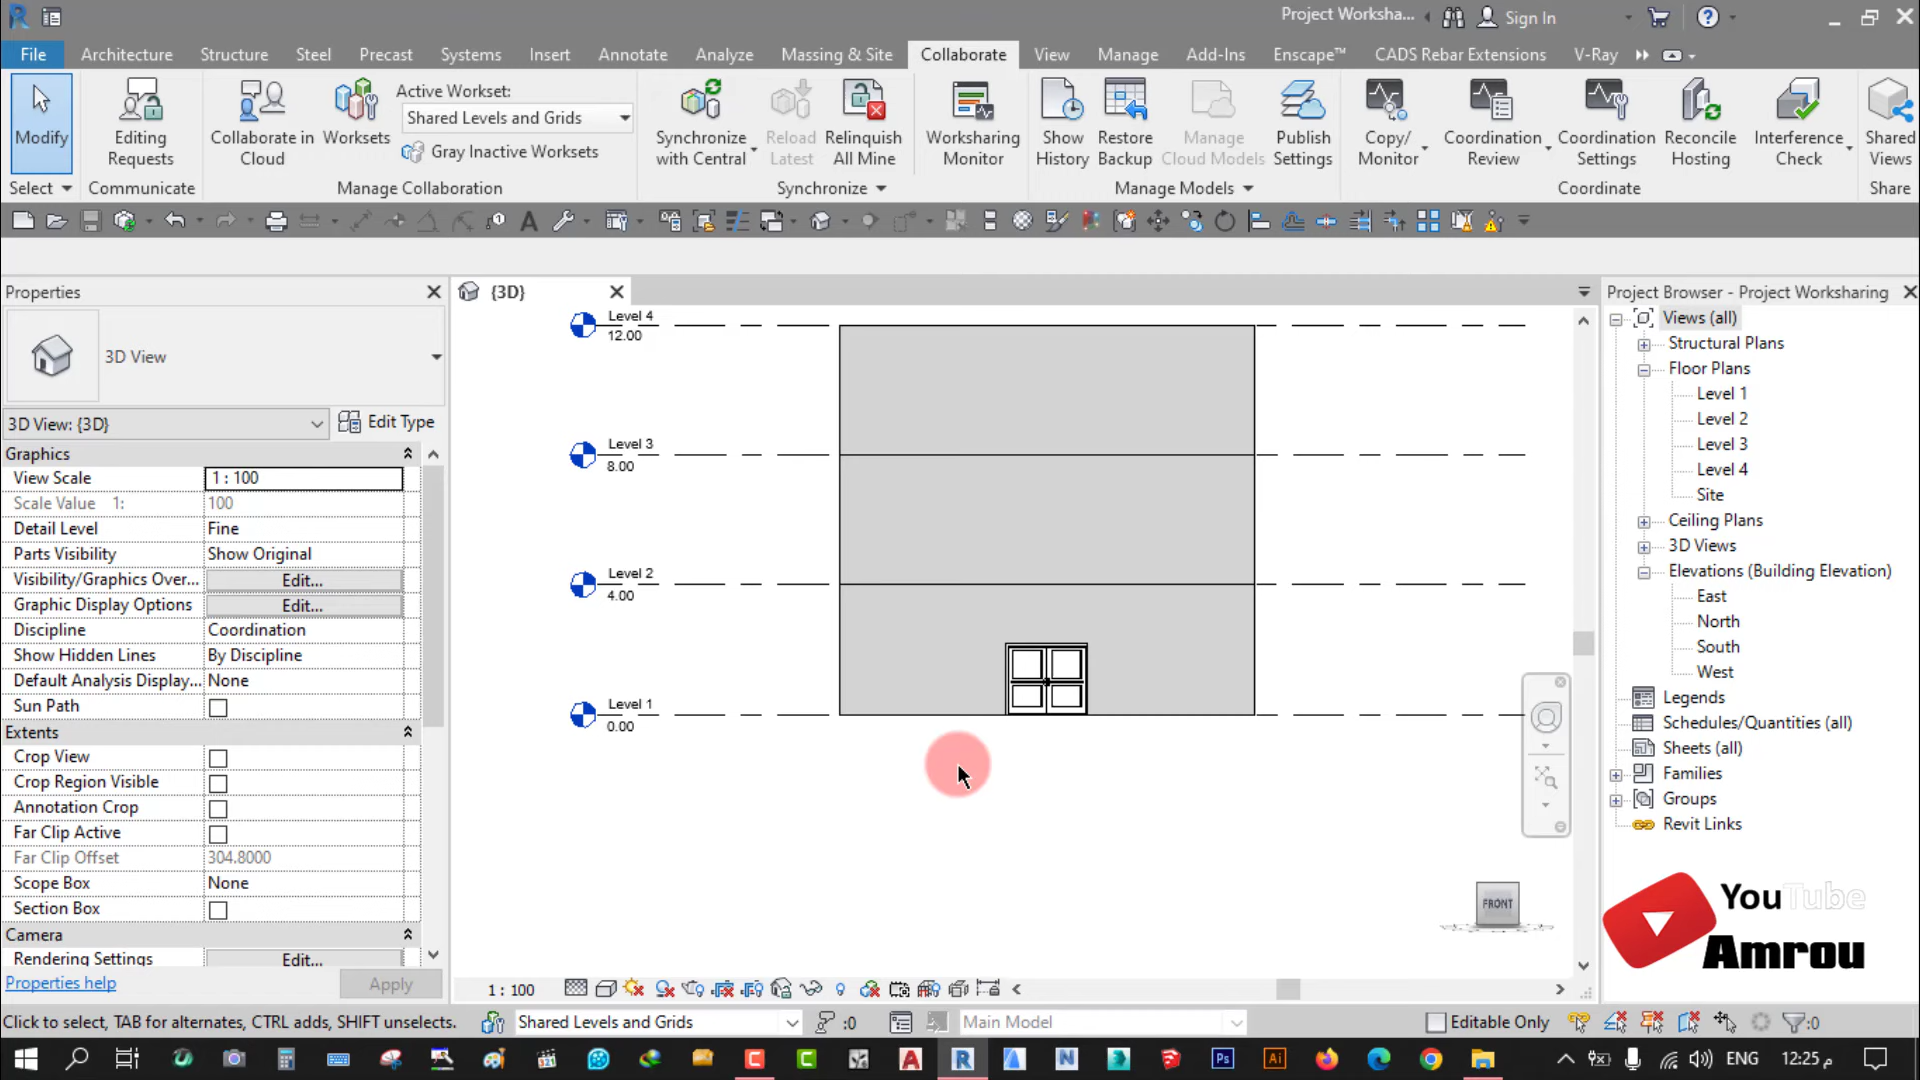 Project Worksha...
Sign In
File Architecture Structure Steel Precast Systems Insert Annotate Analyze Massing & Site Collaborate View Manage Add-Ins Enscape™ CADS Rebar Extensions V-Ray
Modify
Editing Requests
Collaborate in Cloud
Worksets
Active Workset:
Shared Levels and Grids
Gray Inactive Worksets
Synchronize with Central
Reload Latest
Relinquish All Mine
Worksharing Monitor
Show History
Restore Backup
Manage Cloud Models
Publish Settings
Copy/ Monitor
Coordination Review
Coordination Settings
Reconcile Hosting
Interference Check
Shared Views
Select Communicate Manage Collaboration Synchronize Manage Models Coordinate Share
Properties
3D View
3D View: {3D} Edit Type
Graphics
View Scale 1 : 100
Scale Value 1: 100
Detail Level Fine
Parts Visibility Show Original
Visibility/Graphics Over... Edit...
Graphic Display Options Edit...
Discipline Coordination
Show Hidden Lines By Discipline
Default Analysis Display... None
Sun Path
Extents
Crop View
Crop Region Visible
Annotation Crop
Far Clip Active
Far Clip Offset 304.8000
Scope Box None
Section Box
Camera
Rendering Settings Edit...
Properties help Apply
{3D}
Level 4
12.00
Level 3
8.00
Level 2
4.00
Level 1
0.00
FRONT
1 : 100
Project Browser - Project Worksharing
Views (all)
Structural Plans
Floor Plans
Level 1
Level 2
Level 3
Level 4
Site
Ceiling Plans
3D Views
Elevations (Building Elevation)
East
North
South
West
Legends
Schedules/Quantities (all)
Sheets (all)
Families
Groups
Revit Links
YouTube
Amrou
Click to select, TAB for alternates, CTRL adds, SHIFT unselects. Shared Levels and Grids :0 Main Model Editable Only :0
ENG 12:25 م